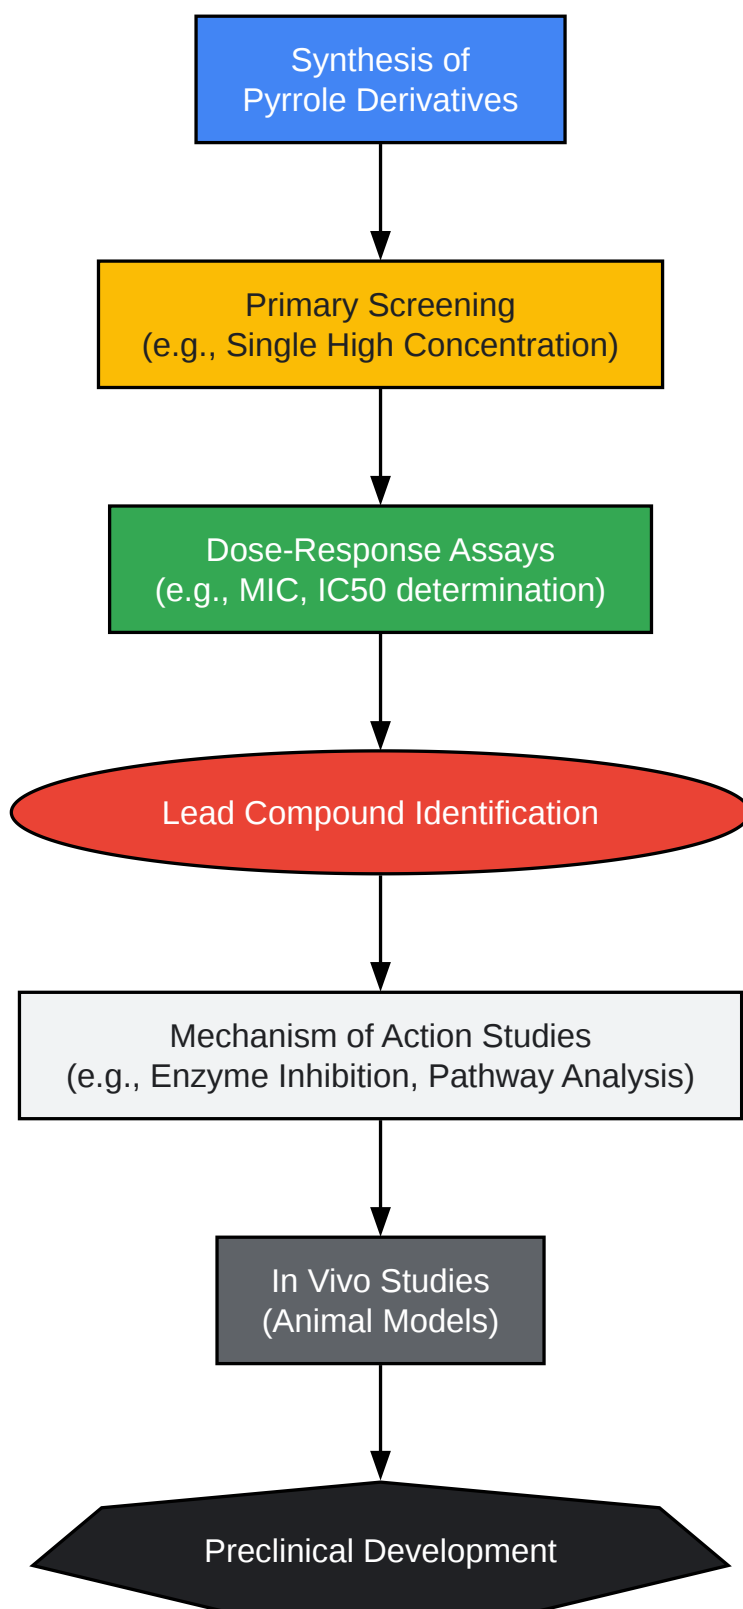 Synthesis of
Pyrrole Derivatives
Primary Screening
(e.g., Single High Concentration)
Dose-Response Assays
(e.g., MIC, IC50 determination)
Lead Compound Identification
Mechanism of Action Studies
(e.g., Enzyme Inhibition, Pathway Analysis)
In Vivo Studies
(Animal Models)
Preclinical Development